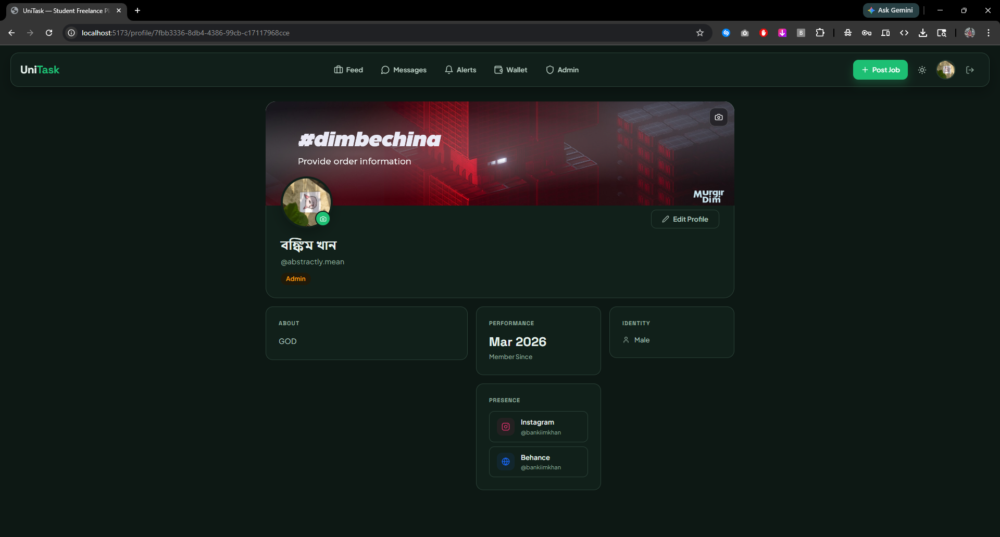 UniTask — Student Freelance Pl
Ask Gemini
localhost:5173/profile/7fbb3336-8db4-4386-99cb-c17117968cce
B
UniTask
Feed
Messages
Alerts
Wallet
Admin
+ Post Job
#dimbechina
Provide order information
Murgir
Dim
Edit Profile
বঙ্কিম খান
@abstractly.mean
Admin
ABOUT
GOD
PERFORMANCE
Mar 2026
Member Since
IDENTITY
Male
PRESENCE
Instagram
@bankiimkhan
Behance
@bankiimkhan